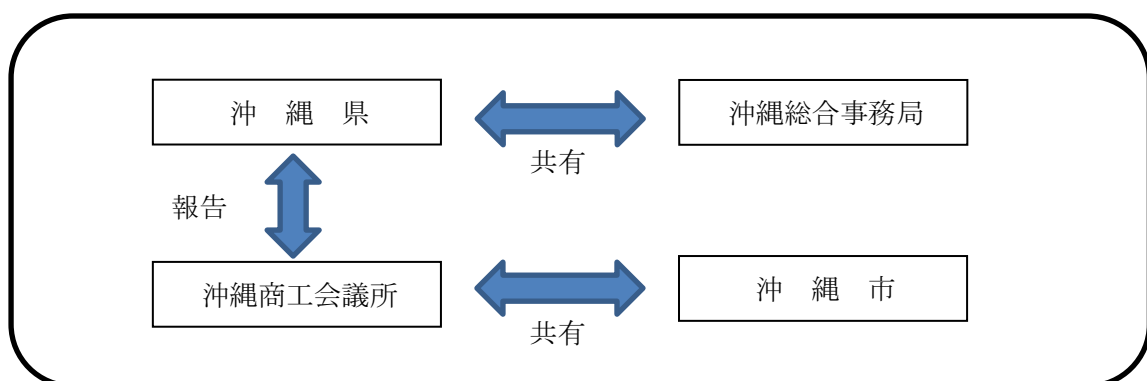 沖　縄　県
沖縄総合事務局
共有
報告
沖縄商工会議所
沖　縄　市
共有